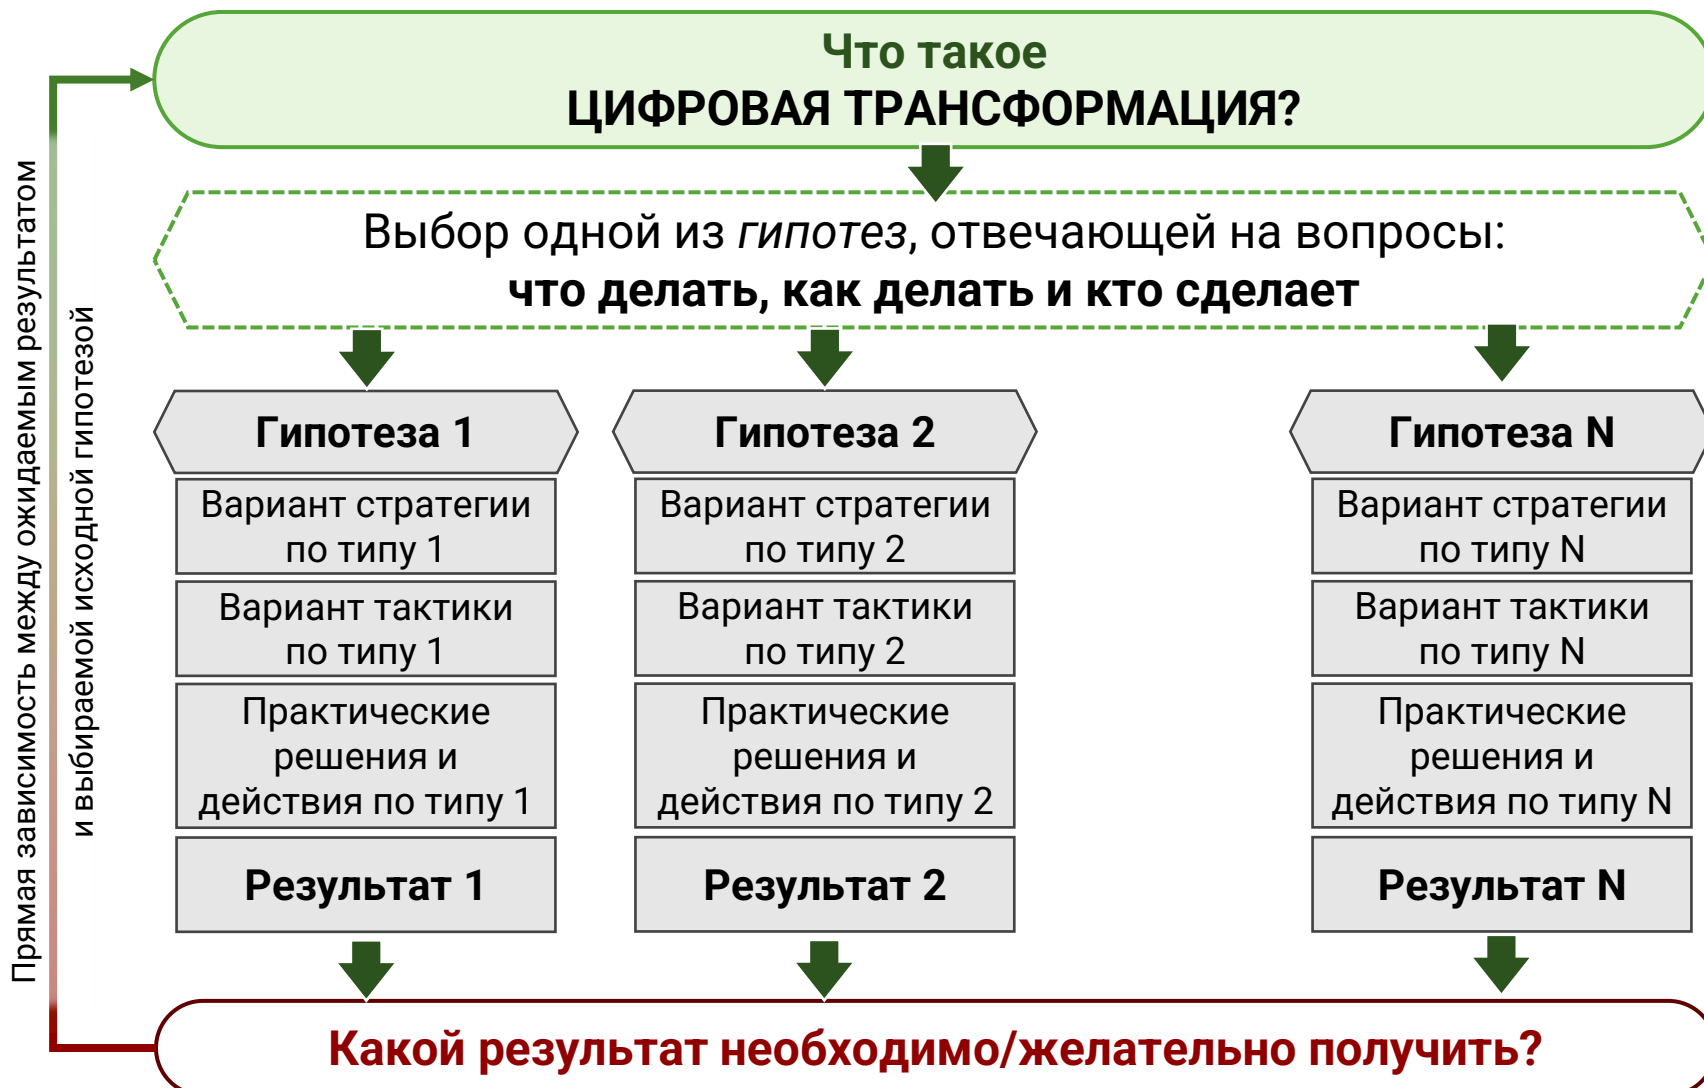 Что такое
ЦИФРОВАЯ ТРАНСФОРМАЦИЯ?
Выбор одной из гипотез, отвечающей на вопросы:
что делать, как делать и кто сделает
Гипотеза 1
Вариант стратегии
по типу 1
Вариант тактики
по типу 1
Практические
решения и
действия по типу 1
Результат 1
Гипотеза 2
Вариант стратегии
по типу 2
Вариант тактики
по типу 2
Практические
решения и
действия по типу 2
Результат 2
Гипотеза N
Вариант стратегии
по типу N
Вариант тактики
по типу N
Практические
решения и
действия по типу N
Результат N
Какой результат необходимо/желательно получить?
Прямая зависимость между ожидаемым результатом
и выбираемой исходной гипотезой